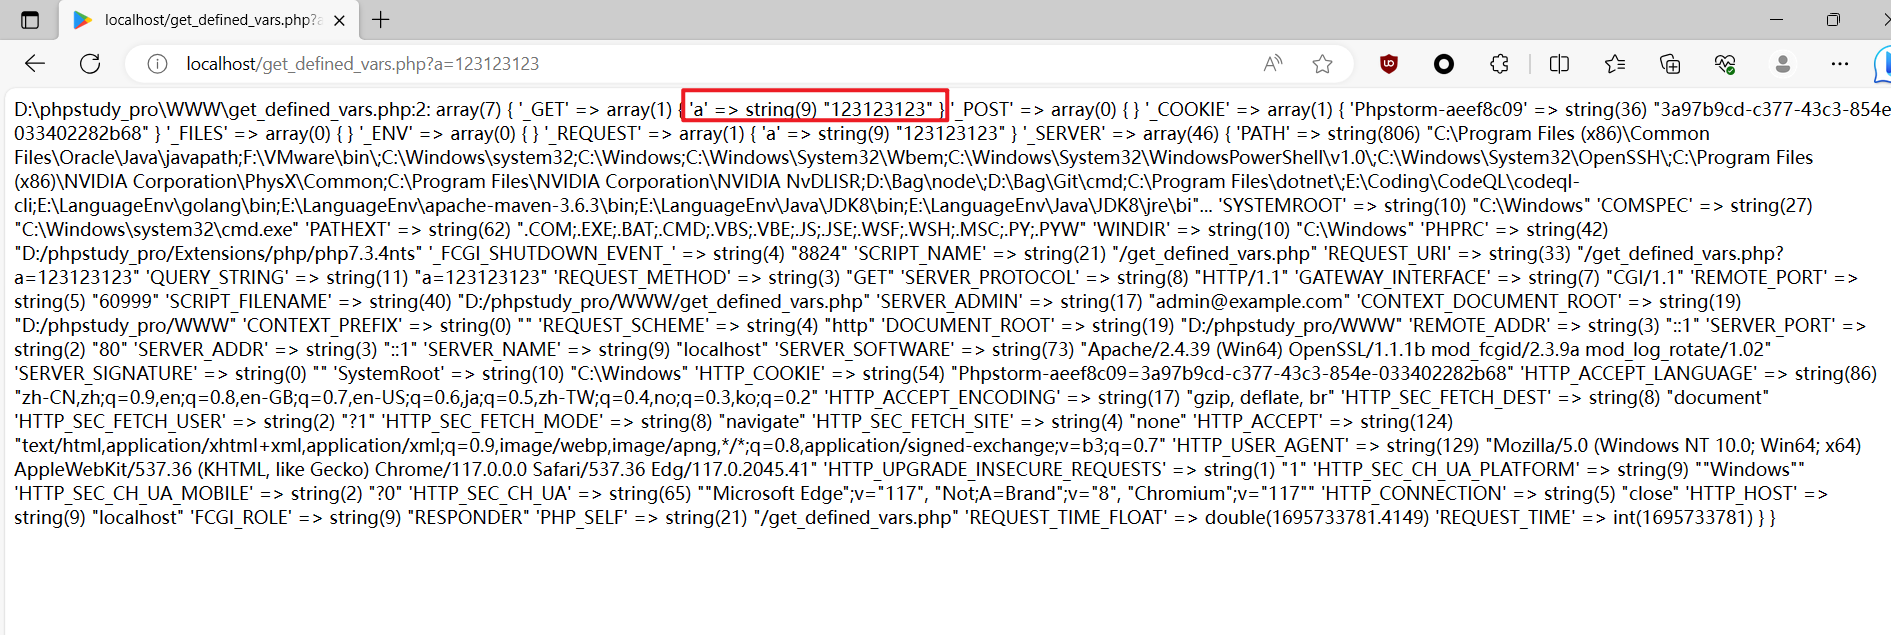 localhost/get_defined_vars.php?a
localhost/get_defined_vars.php?a=123123123
D:\phpstudy_pro\WWW\get_defined_vars.php:2: array(7) { '_GET' => array(1) { 'a' => string(9) "123123123" } '_POST' => array(0) { } '_COOKIE' => array(1) { 'Phpstorm-aeef8c09' => string(36) "3a97b9cd-c377-43c3-854e
033402282b68" } '_FILES' => array(0) { } '_ENV' => array(0) { } '_REQUEST' => array(1) { 'a' => string(9) "123123123" } '_SERVER' => array(46) { 'PATH' => string(806) "C:\Program Files (x86)\Common
Files\Oracle\Java\javapath;F:\VMware\bin\;C:\Windows\system32;C:\Windows;C:\Windows\System32\Wbem;C:\Windows\System32\WindowsPowerShell\v1.0\;C:\Windows\System32\OpenSSH\;C:\Program Files
(x86)\NVIDIA Corporation\PhysX\Common;C:\Program Files\NVIDIA Corporation\NVIDIA NvDLISR;D:\Bag\node\;D:\Bag\Git\cmd;C:\Program Files\dotnet\;E:\Coding\CodeQL\codeql-
cli;E:\LanguageEnv\golang\bin;E:\LanguageEnv\apache-maven-3.6.3\bin;E:\LanguageEnv\Java\JDK8\bin;E:\LanguageEnv\Java\JDK8\jre\bi"... 'SYSTEMROOT' => string(10) "C:\Windows" 'COMSPEC' => string(27)
"C:\Windows\system32\cmd.exe" 'PATHEXT' => string(62) ".COM;.EXE;.BAT;.CMD;.VBS;.VBE;.JS;.JSE;.WSF;.WSH;.MSC;.PY;.PYW" 'WINDIR' => string(10) "C:\Windows" 'PHPRC' => string(42)
"D:/phpstudy_pro/Extensions/php/php7.3.4nts" '_FCGI_SHUTDOWN_EVENT_' => string(4) "8824" 'SCRIPT_NAME' => string(21) "/get_defined_vars.php" 'REQUEST_URI' => string(33) "/get_defined_vars.php?
a=123123123" 'QUERY_STRING' => string(11) "a=123123123" 'REQUEST_METHOD' => string(3) "GET" 'SERVER_PROTOCOL' => string(8) "HTTP/1.1" 'GATEWAY_INTERFACE' => string(7) "CGI/1.1" 'REMOTE_PORT' =>
string(5) "60999" 'SCRIPT_FILENAME' => string(40) "D:/phpstudy_pro/WWW/get_defined_vars.php" 'SERVER_ADMIN' => string(17) "admin@example.com" 'CONTEXT_DOCUMENT_ROOT' => string(19)
"D:/phpstudy_pro/WWW" 'CONTEXT_PREFIX' => string(0) "" 'REQUEST_SCHEME' => string(4) "http" 'DOCUMENT_ROOT' => string(19) "D:/phpstudy_pro/WWW" 'REMOTE_ADDR' => string(3) "::1" 'SERVER_PORT' =>
string(2) "80" 'SERVER_ADDR' => string(3) "::1" 'SERVER_NAME' => string(9) "localhost" 'SERVER_SOFTWARE' => string(73) "Apache/2.4.39 (Win64) OpenSSL/1.1.1b mod_fcgid/2.3.9a mod_log_rotate/1.02"
'SERVER_SIGNATURE' => string(0) "" 'SystemRoot' => string(10) "C:\Windows" 'HTTP_COOKIE' => string(54) "Phpstorm-aeef8c09=3a97b9cd-c377-43c3-854e-033402282b68" 'HTTP_ACCEPT_LANGUAGE' => string(86)
"zh-CN,zh;q=0.9,en;q=0.8,en-GB;q=0.7,en-US;q=0.6,ja;q=0.5,zh-TW;q=0.4,no;q=0.3,ko;q=0.2" 'HTTP_ACCEPT_ENCODING' => string(17) "gzip, deflate, br" 'HTTP_SEC_FETCH_DEST' => string(8) "document"
'HTTP_SEC_FETCH_USER' => string(2) "?1" 'HTTP_SEC_FETCH_MODE' => string(8) "navigate" 'HTTP_SEC_FETCH_SITE' => string(4) "none" 'HTTP_ACCEPT' => string(124)
"text/html,application/xhtml+xml,application/xml;q=0.9,image/webp,image/apng,*/*;q=0.8,application/signed-exchange;v=b3;q=0.7" 'HTTP_USER_AGENT' => string(129) "Mozilla/5.0 (Windows NT 10.0; Win64; x64)
AppleWebKit/537.36 (KHTML, like Gecko) Chrome/117.0.0.0 Safari/537.36 Edg/117.0.2045.41" 'HTTP_UPGRADE_INSECURE_REQUESTS' => string(1) "1" 'HTTP_SEC_CH_UA_PLATFORM' => string(9) ""Windows""
'HTTP_SEC_CH_UA_MOBILE' => string(2) "?0" 'HTTP_SEC_CH_UA' => string(65) ""Microsoft Edge";v="117", "Not;A=Brand";v="8", "Chromium";v="117"" 'HTTP_CONNECTION' => string(5) "close" 'HTTP_HOST' =>
string(9) "localhost" 'FCGI_ROLE' => string(9) "RESPONDER" 'PHP_SELF' => string(21) "/get_defined_vars.php" 'REQUEST_TIME_FLOAT' => double(1695733781.4149) 'REQUEST_TIME' => int(1695733781) } }